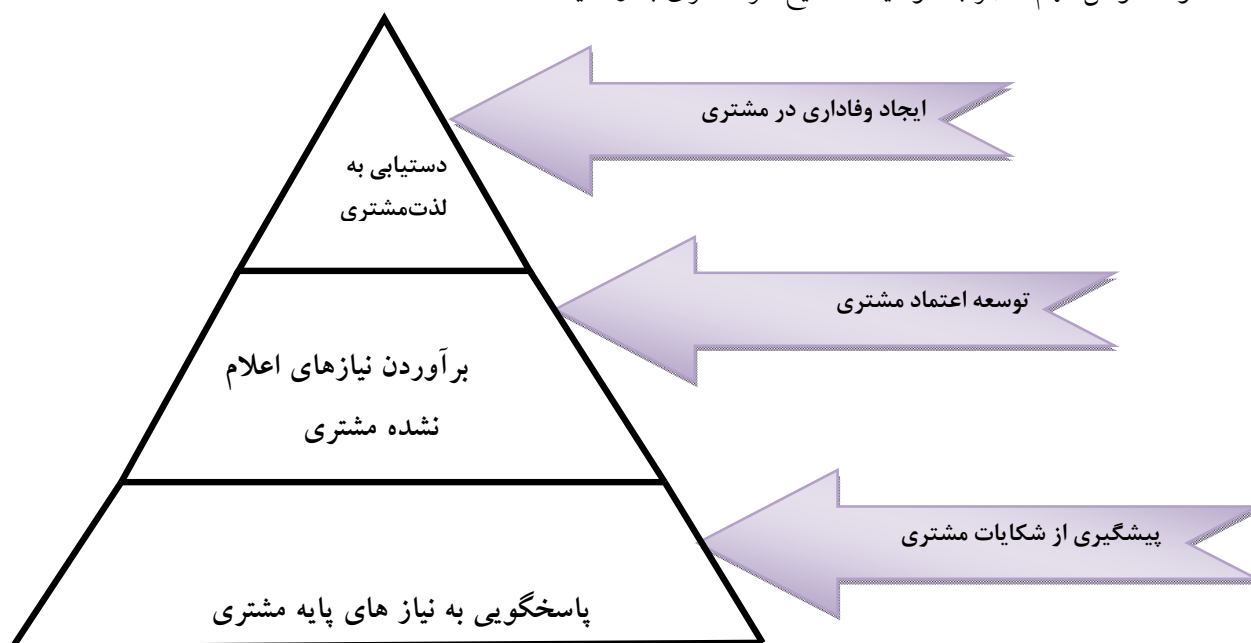 ایجاد وفاداری در مشتری
دستیابی به
لذت‌مشتری
توسعه اعتماد مشتری
برآوردن نیازهای اعلام
نشده مشتری
پیشگیری از شکایات مشتری
پاسخگویی به نیاز های پایه مشتری